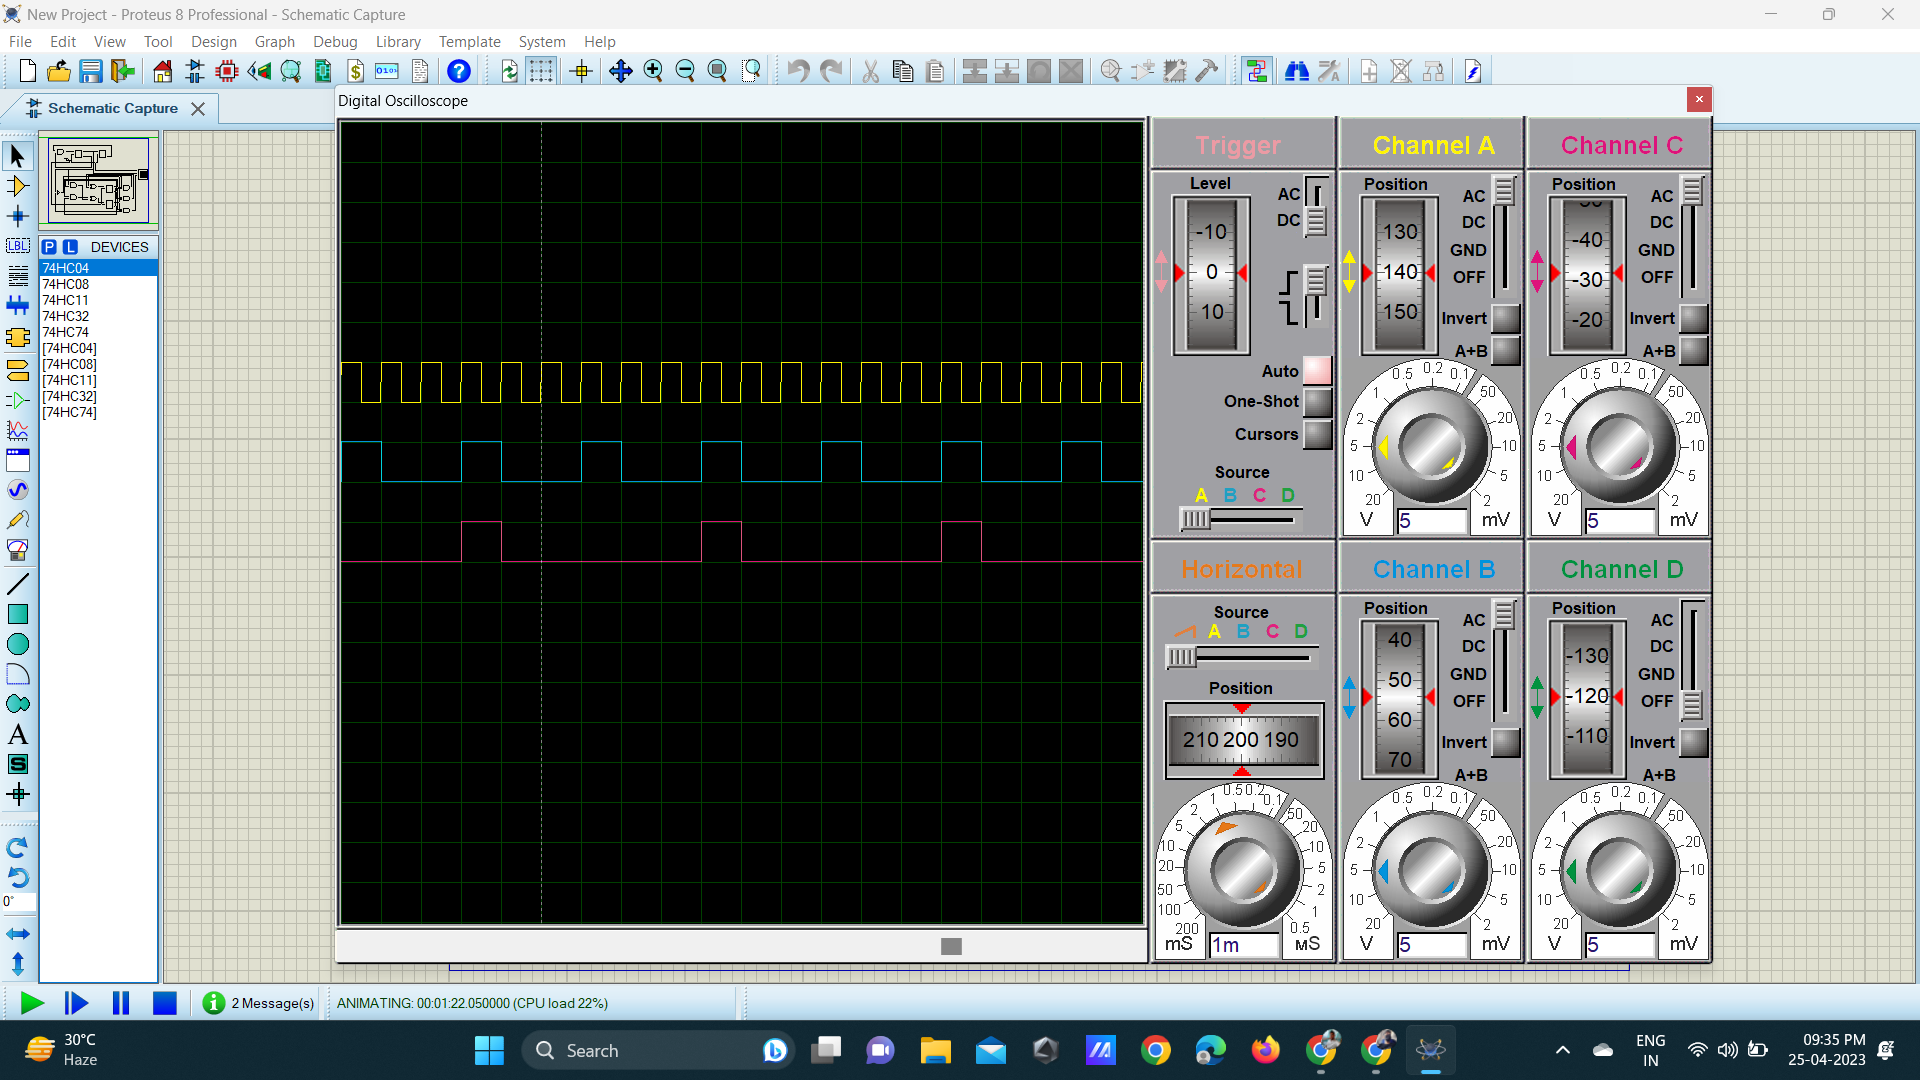 New Project - Proteus 8 Professional - Schematic Capture
File Edit View Tool Design Graph Debug Library Template System Help
Schematic Capture
Digital Oscilloscope
P L DEVICES
74HC04
74HC08
74HC11
74HC32
74HC74
[74HC04]
[74HC08]
[74HC11]
[74HC32]
[74HC74]
LBL
A
S
0°
Trigger
Level
-10
0
10
AC
DC
Auto
One-Shot
Cursors
Source
A B C D
Channel A
Position
130
140
150
AC
DC
GND
OFF
Invert
A+B
20 10 5 2 1 0.5 0.2 0.1 50 20 10 5 2
V 5 mV
Channel C
Position
-40
-30
-20
AC
DC
GND
OFF
Invert
A+B
20 10 5 2 1 0.5 0.2 0.1 50 20 10 5 2
V 5 mV
Horizontal
Source
A B C D
Position
210 200 190
200 100 50 20 10 5 2 1 0.5 0.2 0.1 50 20 10 5 2 1 0.5
mS 1m мS
Channel B
Position
40
50
60
70
AC
DC
GND
OFF
Invert
A+B
20 10 5 2 1 0.5 0.2 0.1 50 20 10 5 2
V 5 mV
Channel D
Position
-130
-120
-110
AC
DC
GND
OFF
Invert
A+B
20 10 5 2 1 0.5 0.2 0.1 50 20 10 5 2
V 5 mV
2 Message(s)
ANIMATING: 00:01:22.050000 (CPU load 22%)
30°C
Haze
Search
ENG
IN
09:35 PM
25-04-2023